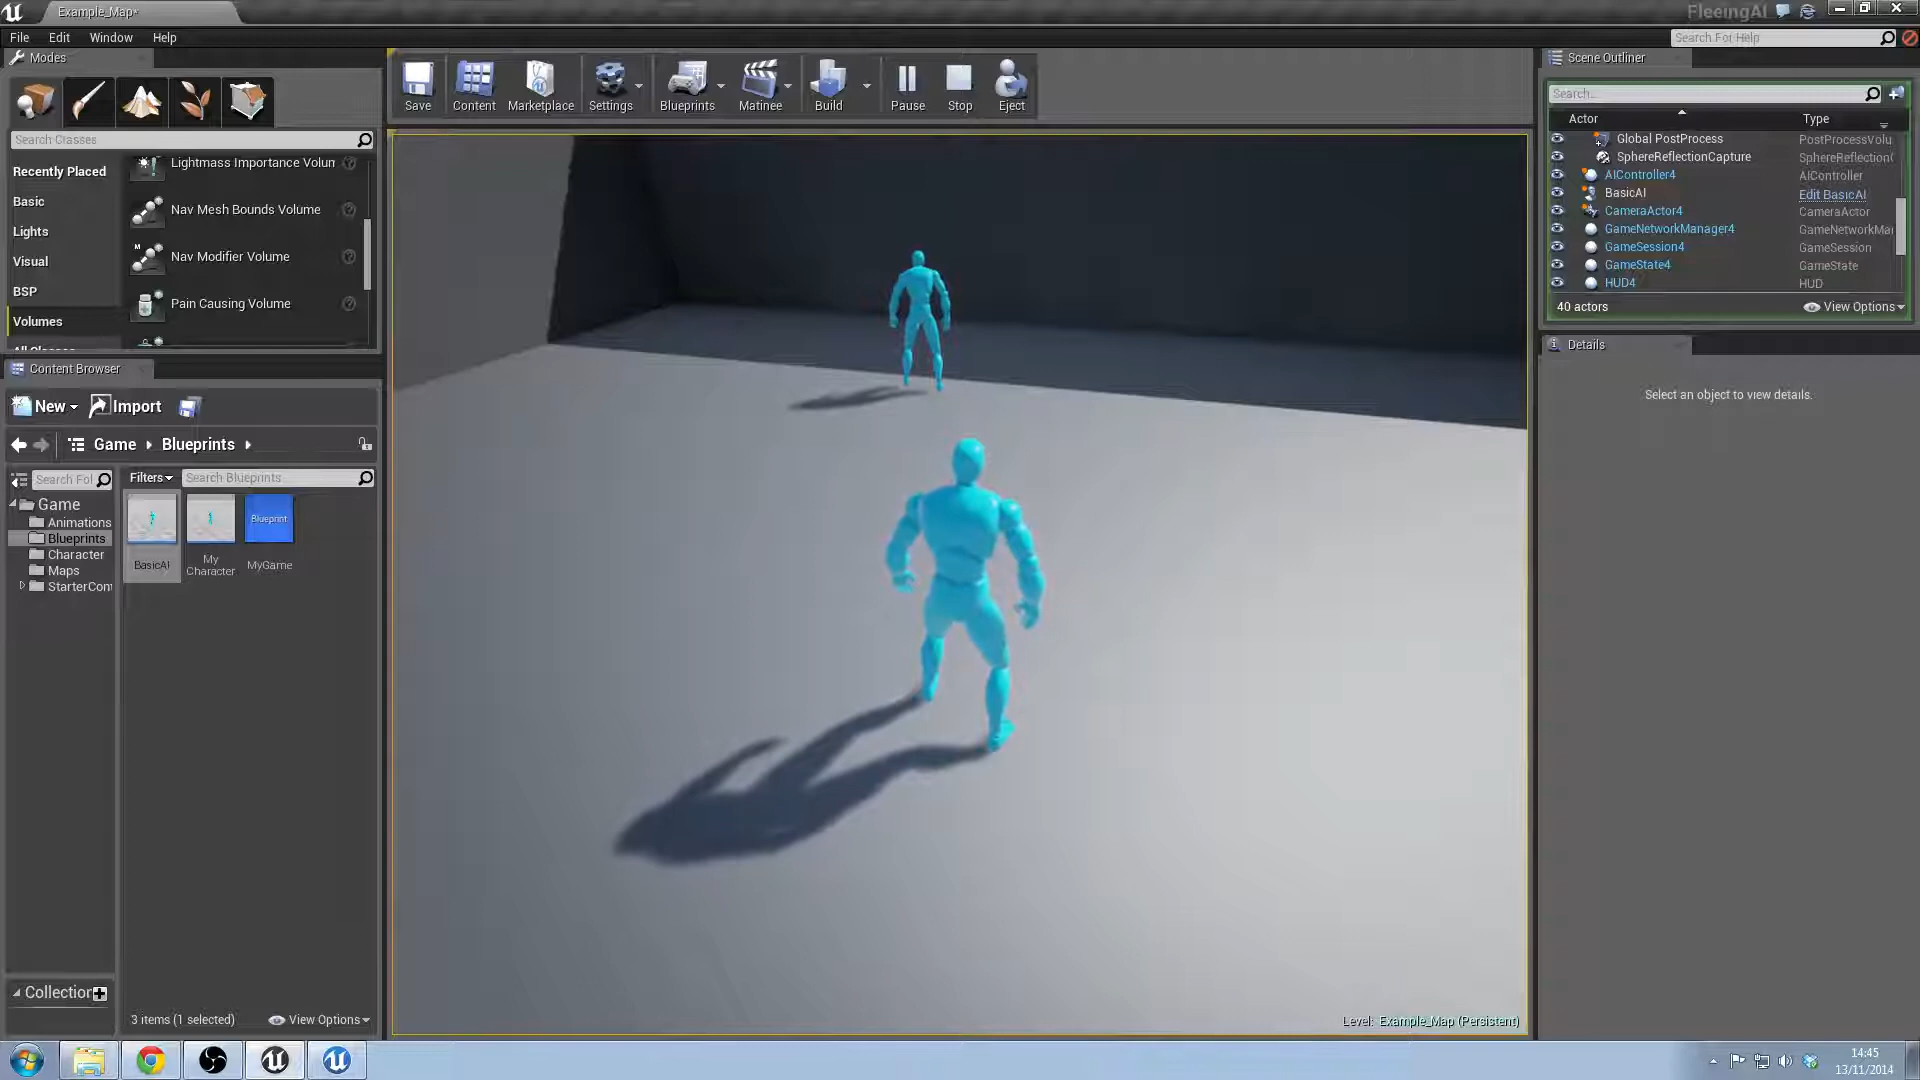 Example_Map*
FleeingAI
File Edit Window Help
Search For Help
Modes
Search Classes
Recently Placed
Basic
Lights
Visual
BSP
Volumes
Lightmass Importance Volum
Nav Mesh Bounds Volume
M
Nav Modifier Volume
Pain Causing Volume
Save
Content
Marketplace
Settings
Blueprints
Matinee
Build
Pause
Stop
Eject
Content Browser
New
Import
Game
Blueprints
Search Fol
Filters
Search Blueprints
Game
Animations
Blueprints
Character
Maps
StarterCont
BasicAI
My
Character
Blueprint
MyGame
Collection
3 items (1 selected)
View Options
Level: Example_Map (Persistent)
Scene Outliner
Search...
Actor Type
Global PostProcess PostProcessVolu
SphereReflectionCapture SphereReflection
AIController4 AIController
BasicAI Edit BasicAI
CameraActor4 CameraActor
GameNetworkManager4 GameNetworkMa
GameSession4 GameSession
GameState4 GameState
HUD4 HUD
40 actors
View Options
Details
Select an object to view details.
14:45
13/11/2014